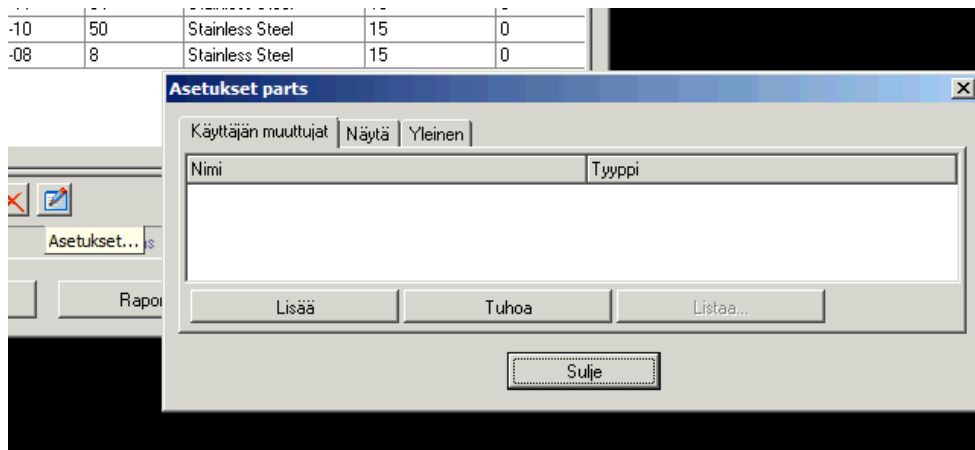 -10 50 Stainless Steel 15 0
-08 8 Stainless Steel 15 0
Asetukset parts
Käyttäjän muuttujat Näytä Yleinen
Nimi Tyyppi
Asetukset...
Lisää Tuhoa Listaa...
Rapor
Sulje